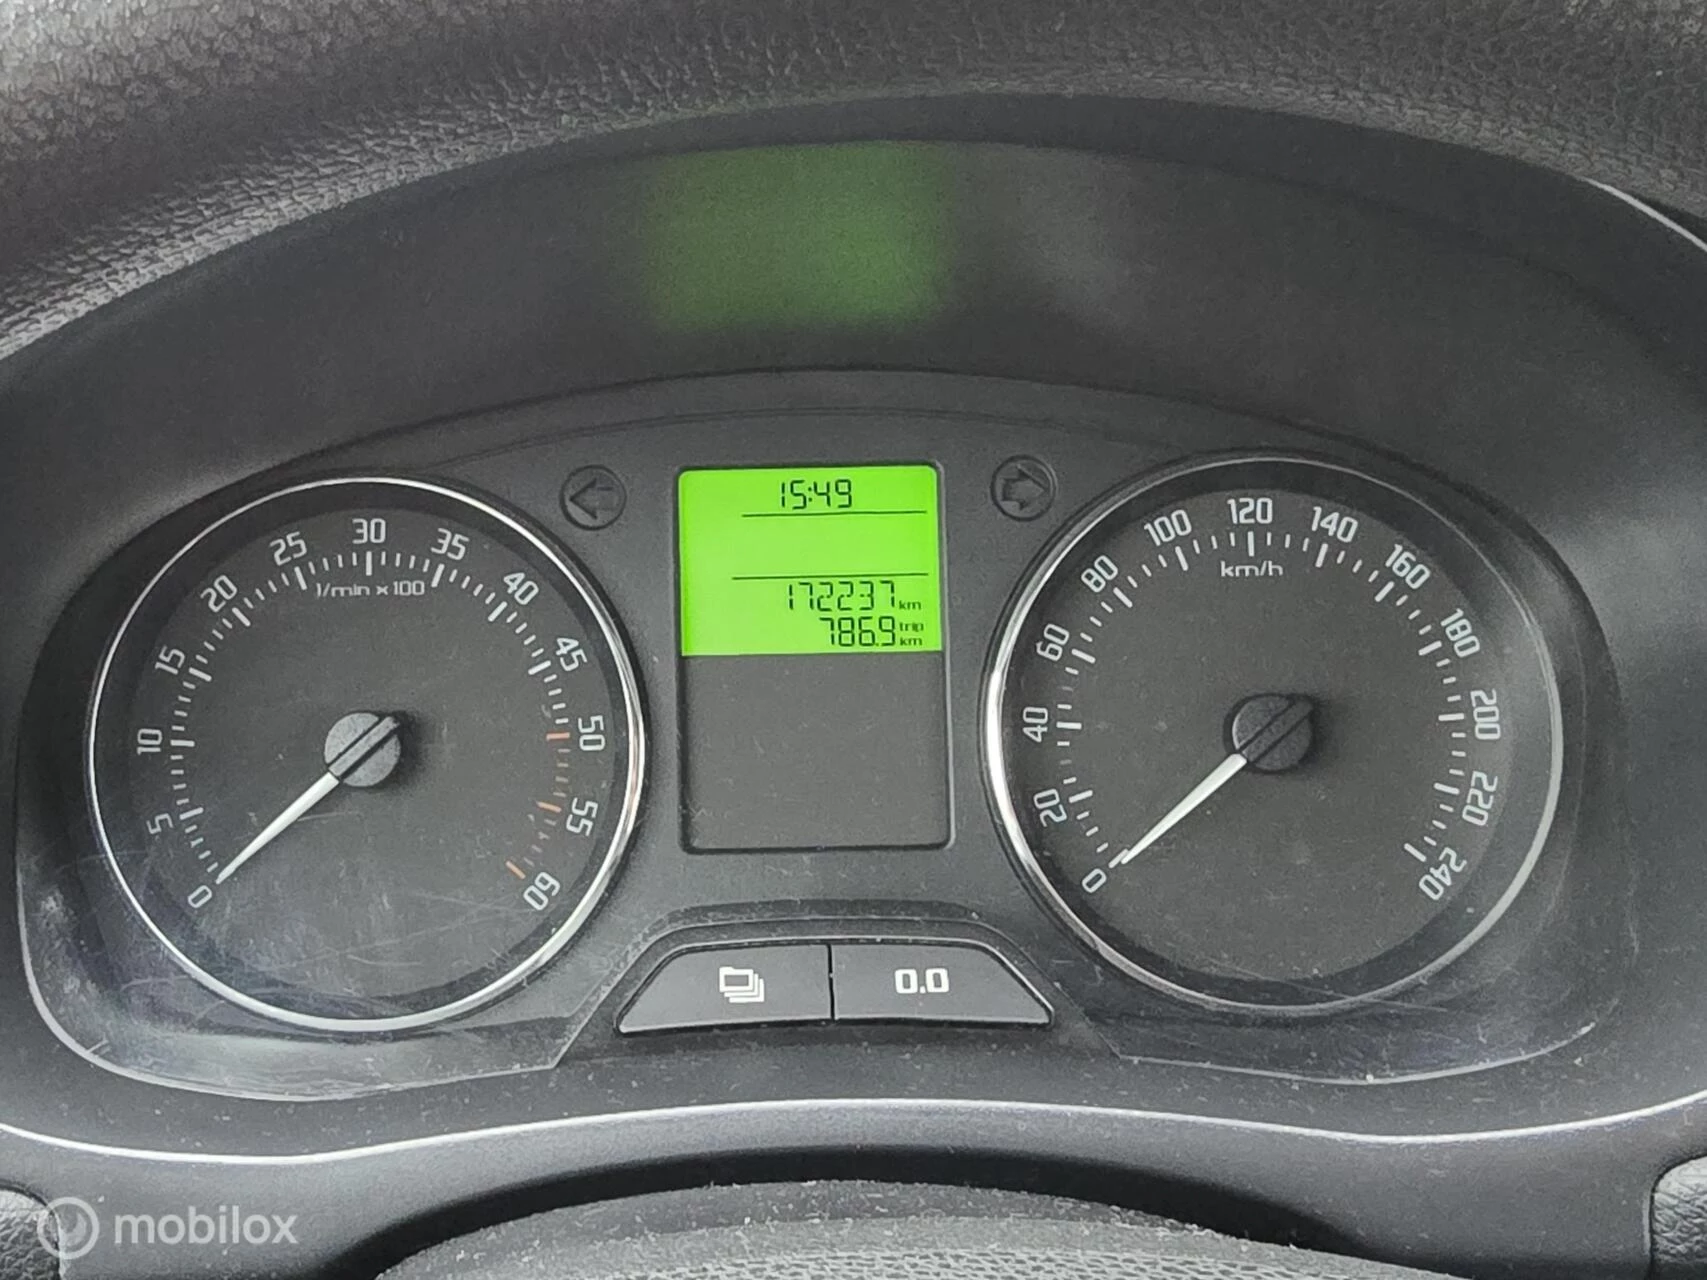 15:49
172237 km
786.9 trip km
0 5 10 15 20 25 30 35 40 45 50 55 60
1/min x 100
0 20 40 60 80 100 120 140 160 180 200 220 240
km/h
0.0
mobilox